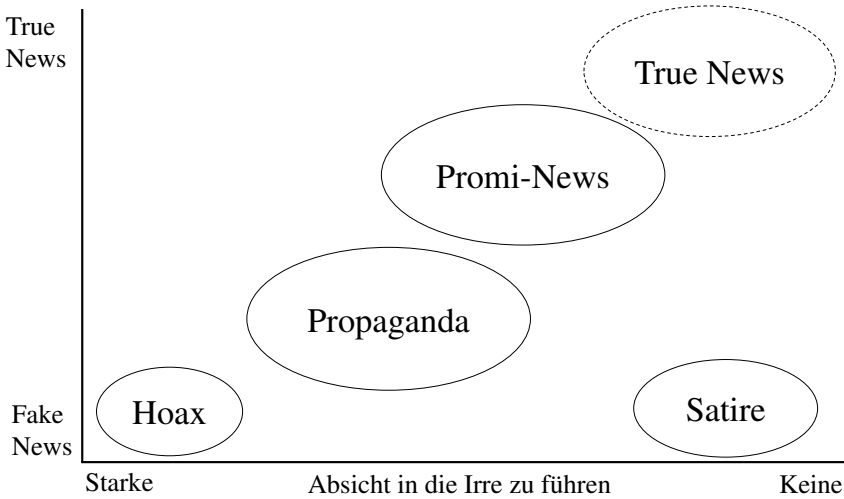 True
News
True News
Promi-News
Propaganda
Hoax
Satire
Fake
News
Starke
Absicht in die Irre zu führen
Keine